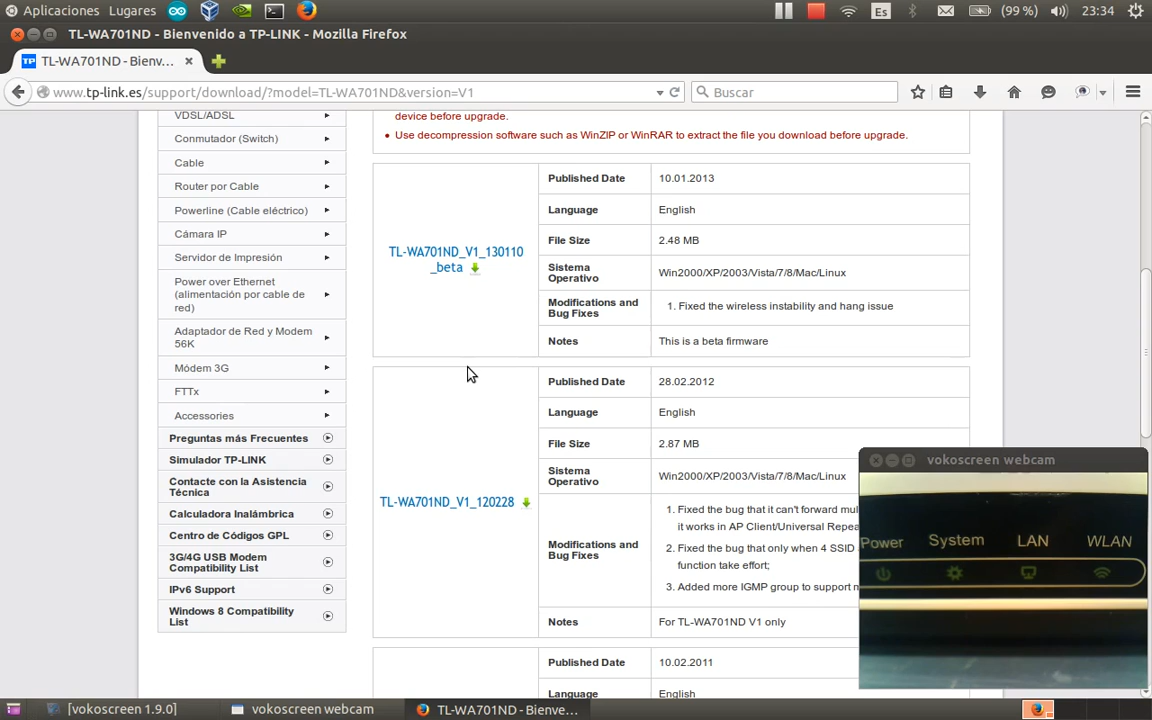 Aplicaciones Lugares Es (99 %) 23:34
TL-WA701ND - Bienvenido a TP-LINK - Mozilla Firefox
TP TL-WA701ND - Bienv...
www.tp-link.es/support/download/?model=TL-WA701ND&version=V1 Buscar
VDSL/ADSL
Conmutador (Switch)
Cable
Router por Cable
Powerline (Cable eléctrico)
Cámara IP
Servidor de Impresión
Power over Ethernet
(alimentación por cable de
red)
Adaptador de Red y Modem
56K
Módem 3G
FTTx
Accessories
Preguntas más Frecuentes
Simulador TP-LINK
Contacte con la Asistencia
Técnica
Calculadora Inalámbrica
Centro de Códigos GPL
3G/4G USB Modem
Compatibility List
IPv6 Support
Windows 8 Compatibility
List
device before upgrade.
Use decompression software such as WinZIP or WinRAR to extract the file you download before upgrade.
TL-WA701ND_V1_130110
_beta
Published Date 10.01.2013
Language English
File Size 2.48 MB
Sistema
Operativo Win2000/XP/2003/Vista/7/8/Mac/Linux
Modifications and
Bug Fixes 1. Fixed the wireless instability and hang issue
Notes This is a beta firmware
TL-WA701ND_V1_120228
Published Date 28.02.2012
Language English
File Size 2.87 MB
Sistema
Operativo Win2000/XP/2003/Vista/7/8/Mac/Linux
Modifications and
Bug Fixes
1. Fixed the bug that it can't forward mul
it works in AP Client/Universal Repea
2. Fixed the bug that only when 4 SSID
function take effort;
3. Added more IGMP group to support m
Notes For TL-WA701ND V1 only
Published Date 10.02.2011
Language English
vokoscreen webcam
Power System LAN WLAN
[vokoscreen 1.9.0] vokoscreen webcam TL-WA701ND - Bienve...